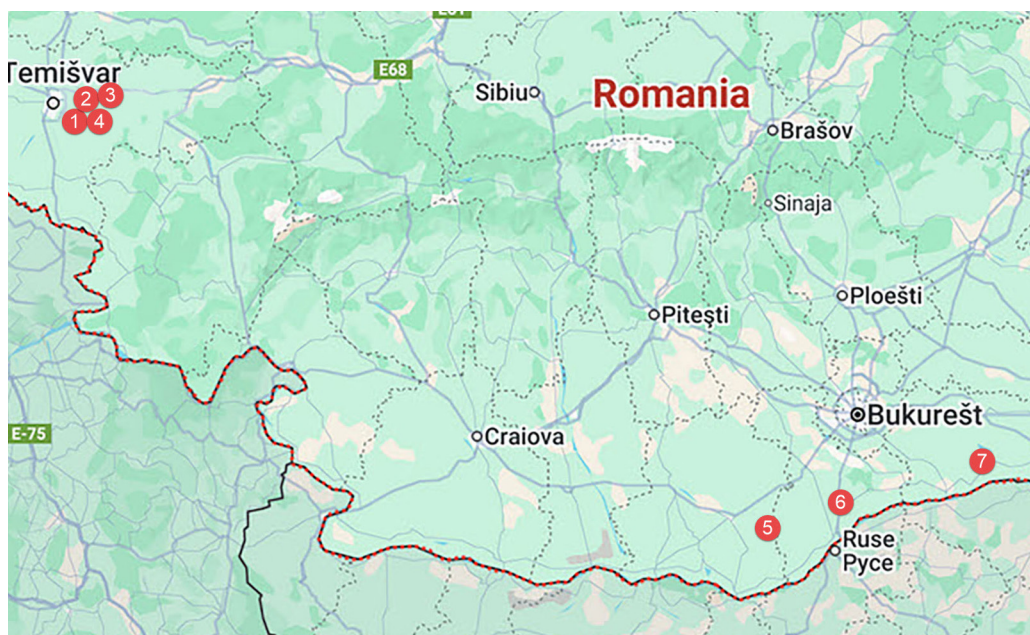 E81
Temišvar
E68
2
3
1
4
Sibiu
Romania
Brašov
Sinaja
Ploešti
Piteşti
Bukurešt
E-75
Craiova
7
6
5
Ruse
Pyce